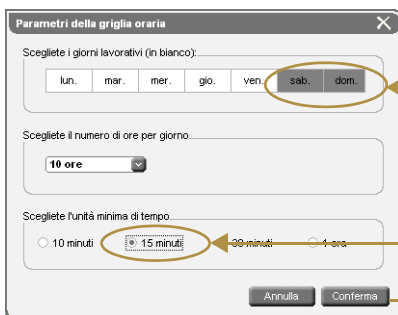 Parametri della griglia oraria
Scegliete i giorni lavorativi (in bianco):
lun. mar. mer. gio. ven. sab. dom.
Scegliete il numero di ore per giorno
10 ore
Scegliete l'unità minima di tempo
10 minuti 15 minuti 30 minuti 1 ora
Annulla Conferma